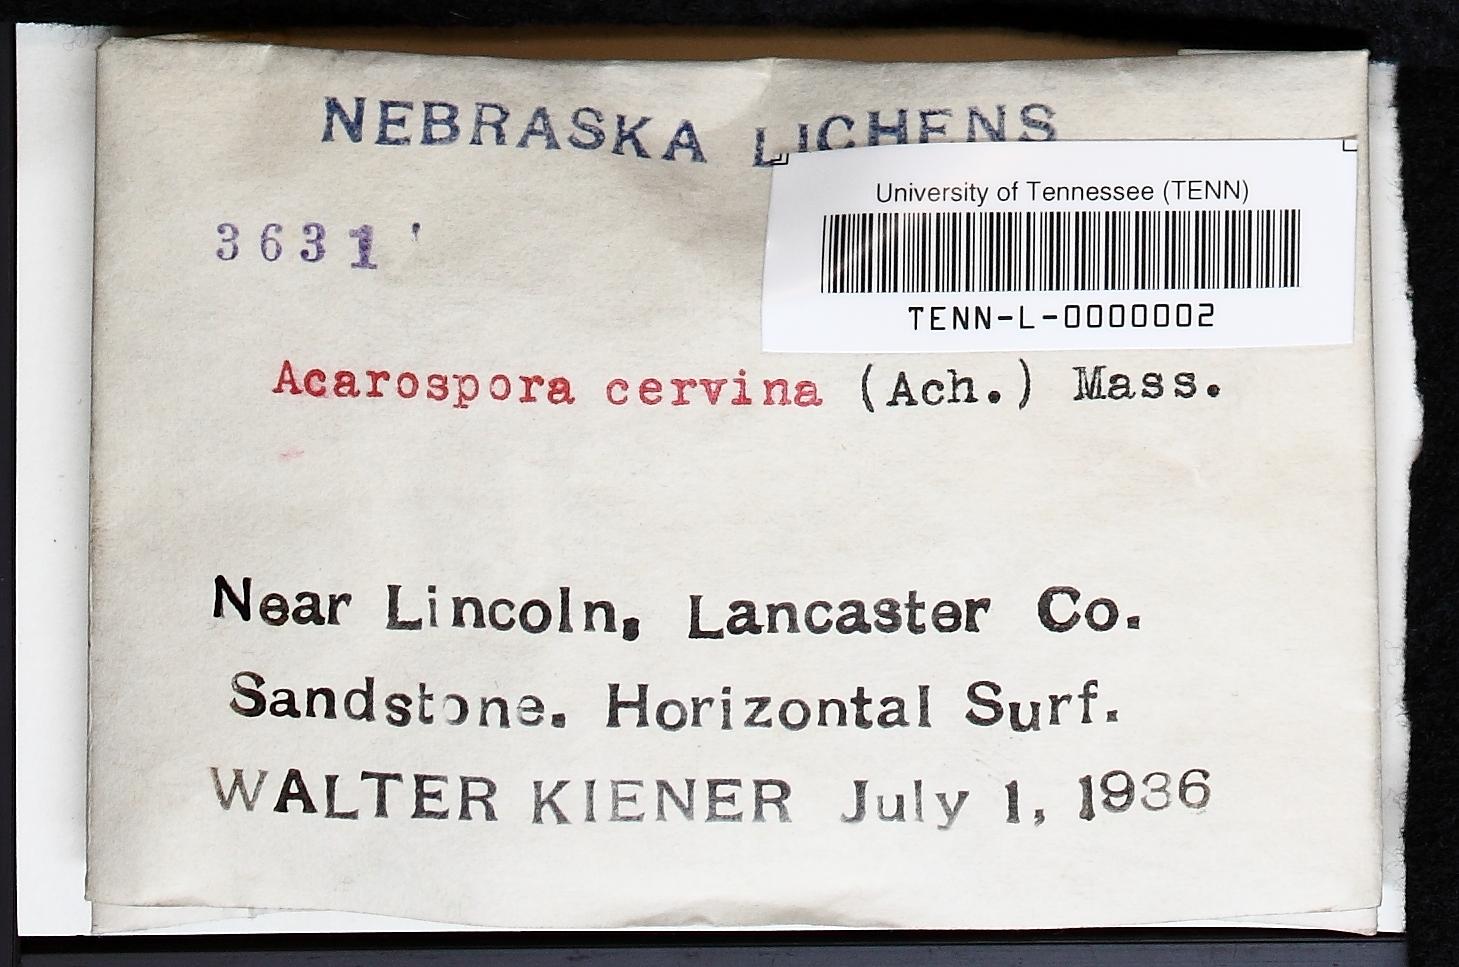 NEBRASKA LICHENS
University of Tennessee (TENN)
TENN-L-0000002
3631'
Acarospora cervina (Ach.) Mass.
Near Lincoln, Lancaster Co.
Sandstone. Horizontal Surf.
WALTER KIENER July 1, 1936